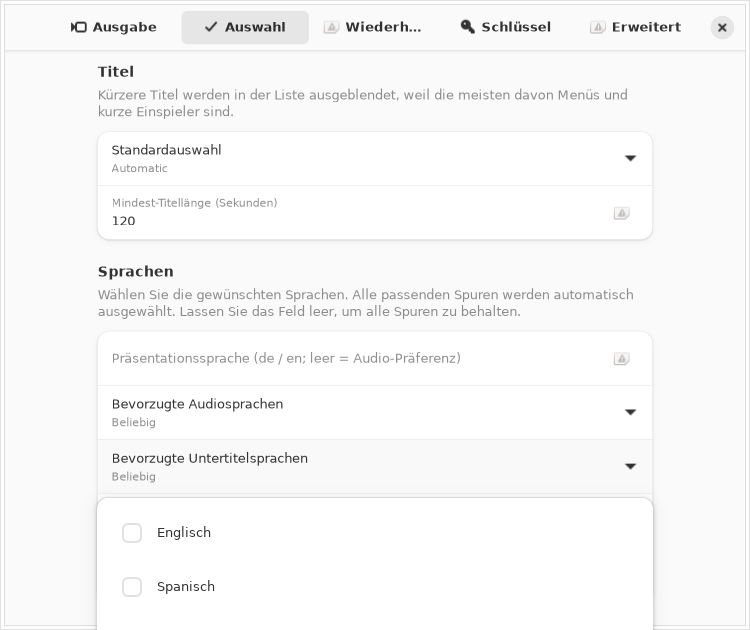 Ausgabe
Auswahl
Wiederh…
Schlüssel
Erweitert
Titel
Kürzere Titel werden in der Liste ausgeblendet, weil die meisten davon Menüs und
kurze Einspieler sind.
Standardauswahl
Automatic
Mindest-Titellänge (Sekunden)
120
Sprachen
Wählen Sie die gewünschten Sprachen. Alle passenden Spuren werden automatisch
ausgewählt. Lassen Sie das Feld leer, um alle Spuren zu behalten.
Präsentationssprache (de / en; leer = Audio-Präferenz)
Bevorzugte Audiosprachen
Beliebig
Bevorzugte Untertitelsprachen
Beliebig
Englisch
Spanisch